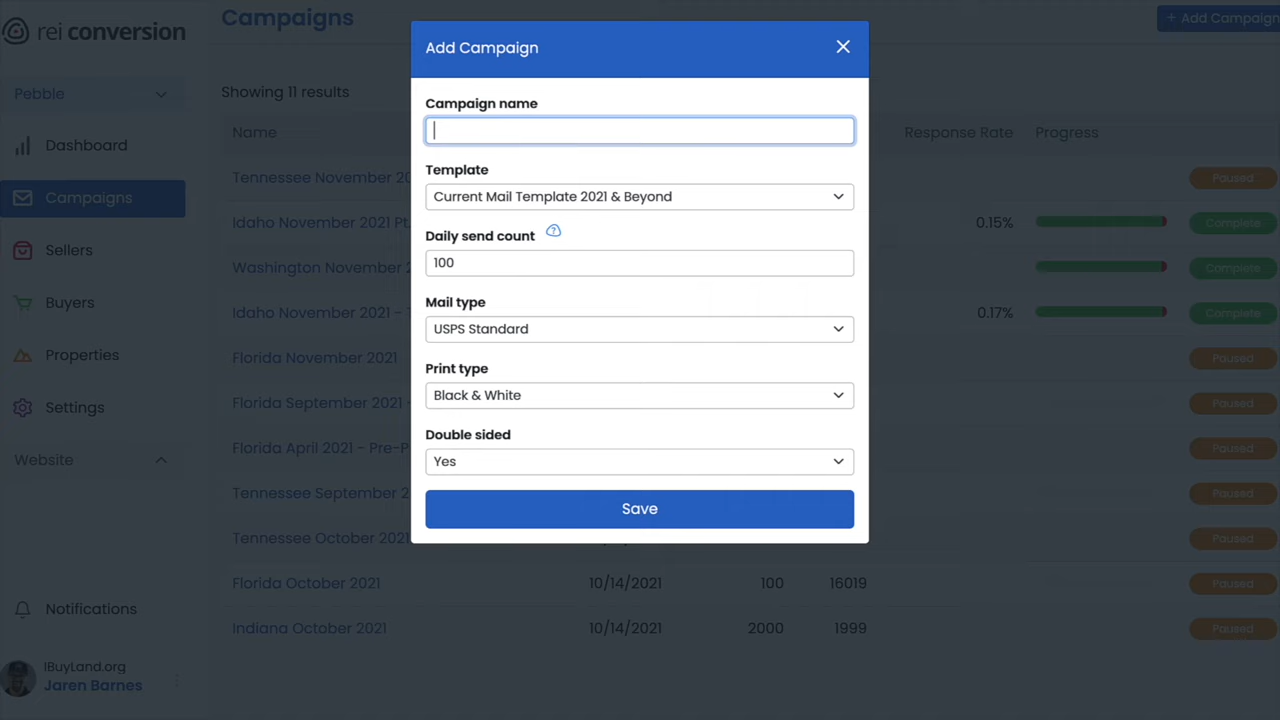 rei conversion
Campaigns
+ Add Campaign
Add Campaign
Pebble
Dashboard
Campaigns
Sellers
Buyers
Properties
Settings
Website
Notifications
IBuyLand.org
Jaren Barnes
Showing 11 results
Name
Response Rate
Progress
Tennessee November 20
Paused
Idaho November 2021 Pt.
0.15%
Complete
Washington November 2
Complete
Idaho November 2021 -
0.17%
Complete
Florida November 2021
Paused
Florida September 2021
Paused
Florida April 2021 - Pre-P
Paused
Tennessee September 2
Paused
Tennessee October 2021
Paused
Florida October 2021
10/14/2021
100
16019
Paused
Indiana October 2021
10/14/2021
2000
1999
Paused
Campaign name
Template
Current Mail Template 2021 & Beyond
Daily send count ?
100
Mail type
USPS Standard
Print type
Black & White
Double sided
Yes
Save